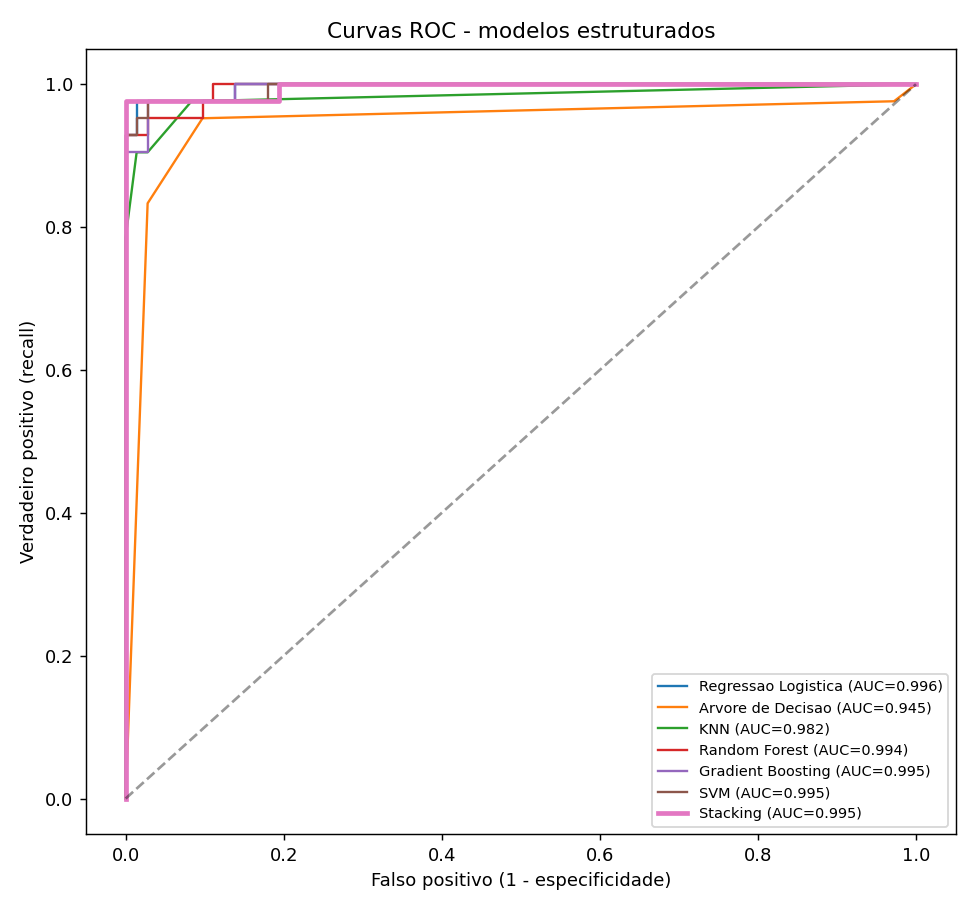 Curvas ROC - modelos estruturados
1.0
0.8
0.6
0.4
0.2
0.0
Verdadeiro positivo (recall)
Regressao Logistica (AUC=0.996)
Arvore de Decisao (AUC=0.945)
KNN (AUC=0.982)
Random Forest (AUC=0.994)
Gradient Boosting (AUC=0.995)
SVM (AUC=0.995)
Stacking (AUC=0.995)
0.0 0.2 0.4 0.6 0.8 1.0
Falso positivo (1 - especificidade)